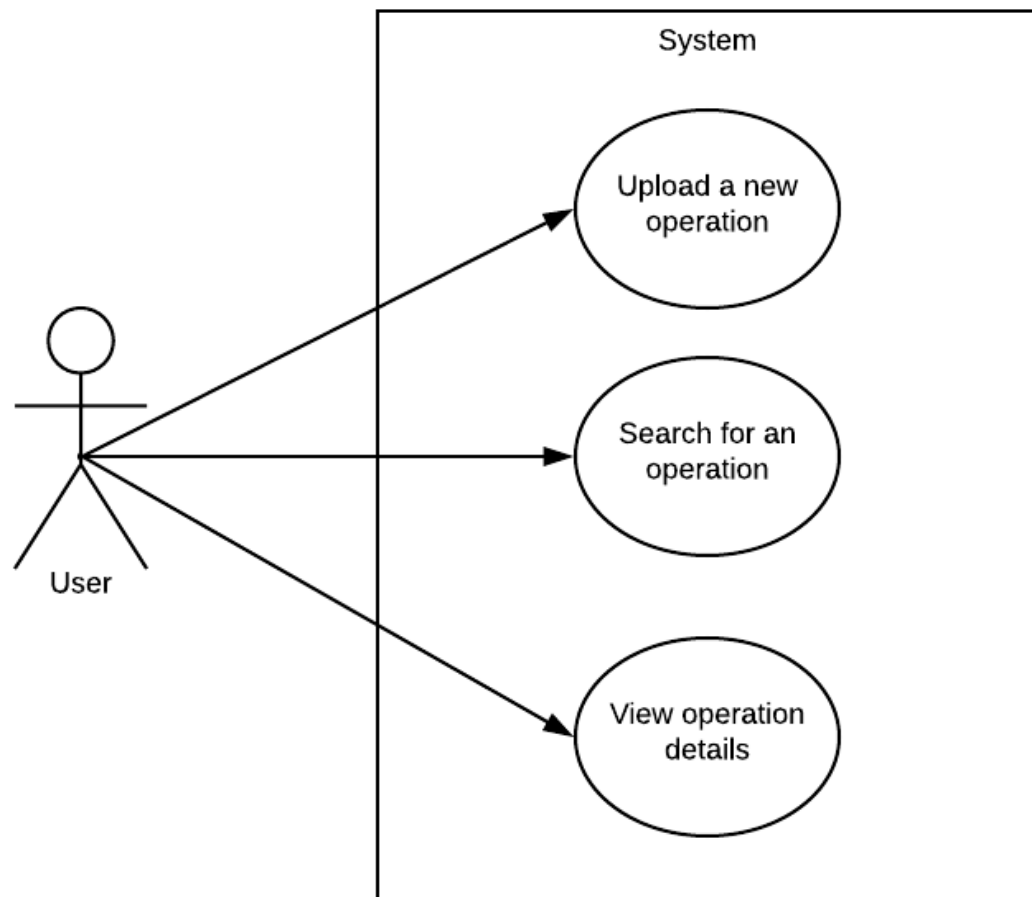 System
Upload a new
operation
Search for an
operation
User
View operation
details